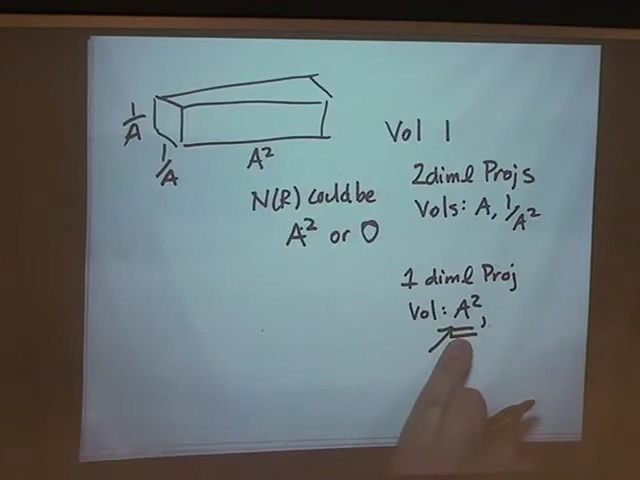 1/A
1/A
A²
Vol 1
2 diml Projs
Vols: A, 1/A²
N(R) could be
A² or 0
1 diml Proj
Vol: A²,